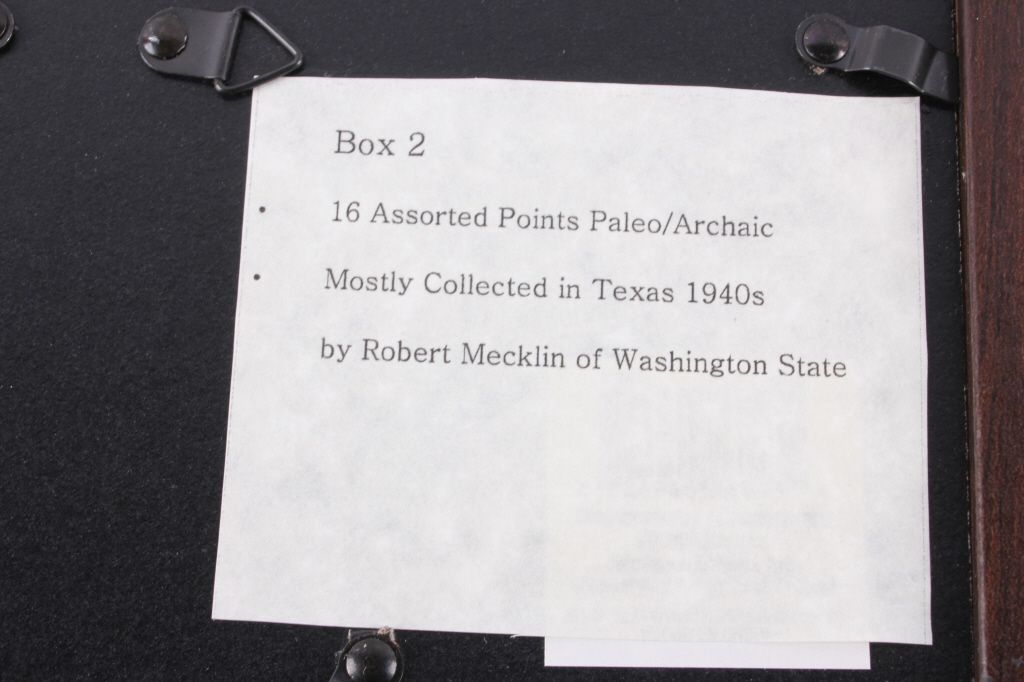 Box 2
• 16 Assorted Points Paleo/Archaic
• Mostly Collected in Texas 1940s
by Robert Mecklin of Washington State